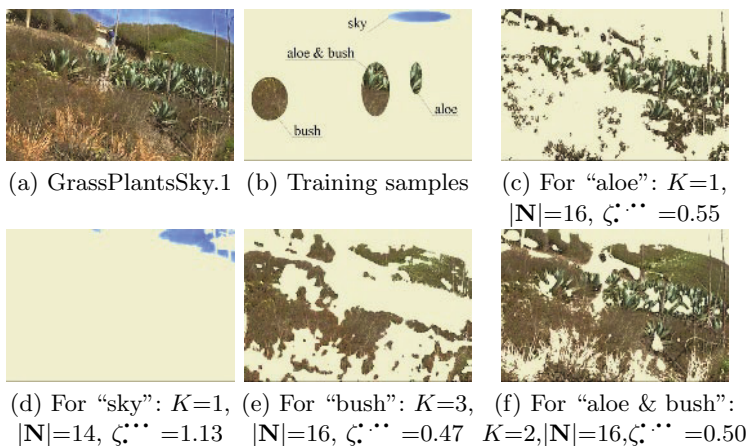 sky
aloe & bush
aloe
bush
(a) GrassPlantsSky.1
(b) Training samples
(c) For “aloe”: K=1,
|N|=16, ζ =0.55
(d) For “sky”: K=1,
|N|=14, ζ =1.13
(e) For “bush”: K=3,
|N|=16, ζ =0.47
(f) For “aloe & bush”:
K=2,|N|=16,ζ =0.50